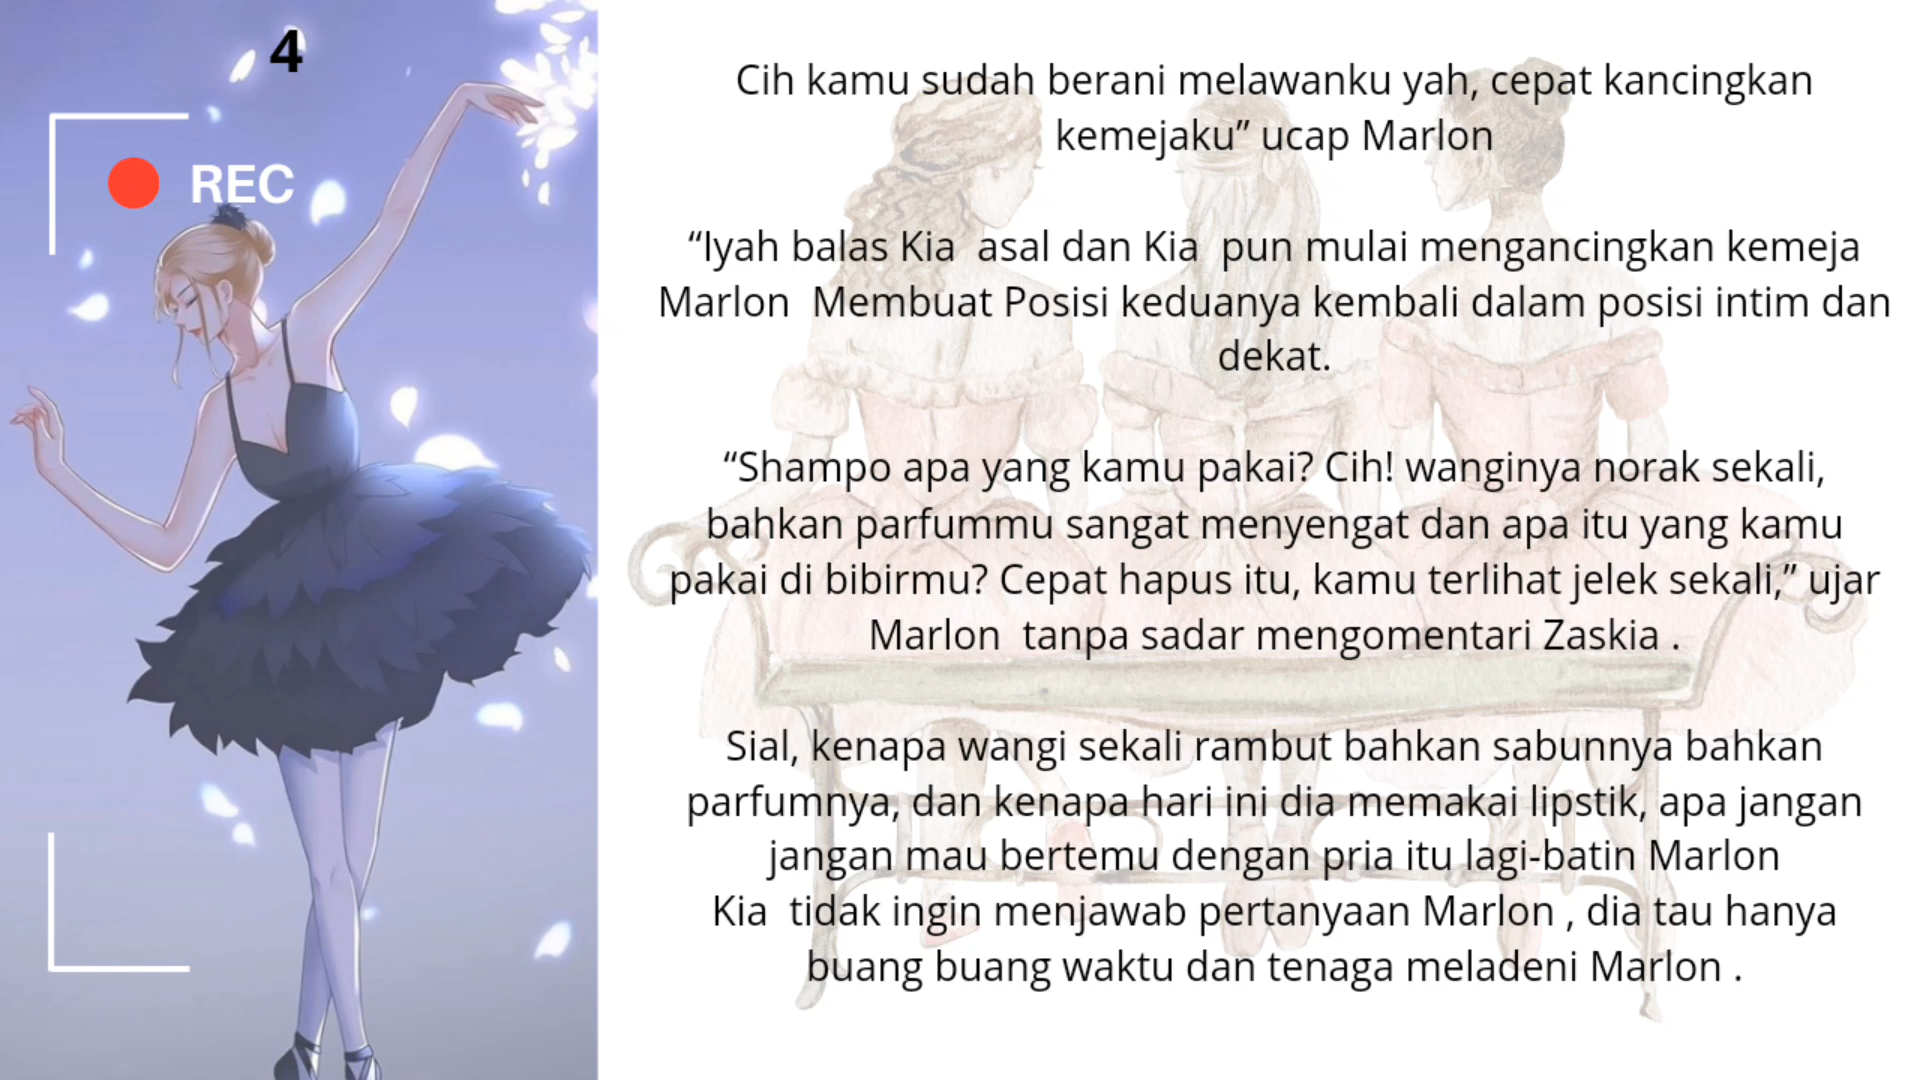 4
REC
Cih kamu sudah berani melawanku yah, cepat kancingkan
kemejaku” ucap Marlon
“Iyah balas Kia  asal dan Kia  pun mulai mengancingkan kemeja
Marlon  Membuat Posisi keduanya kembali dalam posisi intim dan
dekat.
“Shampo apa yang kamu pakai? Cih! wanginya norak sekali,
bahkan parfummu sangat menyengat dan apa itu yang kamu
pakai di bibirmu? Cepat hapus itu, kamu terlihat jelek sekali,” ujar
Marlon  tanpa sadar mengomentari Zaskia .
Sial, kenapa wangi sekali rambut bahkan sabunnya bahkan
parfumnya, dan kenapa hari ini dia memakai lipstik, apa jangan
jangan mau bertemu dengan pria itu lagi-batin Marlon
Kia  tidak ingin menjawab pertanyaan Marlon , dia tau hanya
buang buang waktu dan tenaga meladeni Marlon .